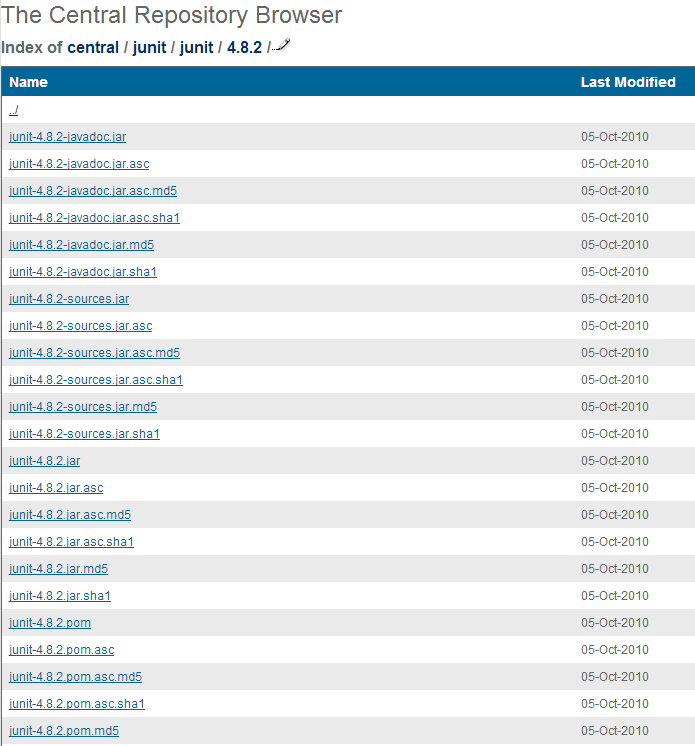 The Central Repository Browser
Index of central / junit / junit / 4.8.2 /
Name Last Modified
../
junit-4.8.2-javadoc.jar 05-Oct-2010
junit-4.8.2-javadoc.jar.asc 05-Oct-2010
junit-4.8.2-javadoc.jar.asc.md5 05-Oct-2010
junit-4.8.2-javadoc.jar.asc.sha1 05-Oct-2010
junit-4.8.2-javadoc.jar.md5 05-Oct-2010
junit-4.8.2-javadoc.jar.sha1 05-Oct-2010
junit-4.8.2-sources.jar 05-Oct-2010
junit-4.8.2-sources.jar.asc 05-Oct-2010
junit-4.8.2-sources.jar.asc.md5 05-Oct-2010
junit-4.8.2-sources.jar.asc.sha1 05-Oct-2010
junit-4.8.2-sources.jar.md5 05-Oct-2010
junit-4.8.2-sources.jar.sha1 05-Oct-2010
junit-4.8.2.jar 05-Oct-2010
junit-4.8.2.jar.asc 05-Oct-2010
junit-4.8.2.jar.asc.md5 05-Oct-2010
junit-4.8.2.jar.asc.sha1 05-Oct-2010
junit-4.8.2.jar.md5 05-Oct-2010
junit-4.8.2.jar.sha1 05-Oct-2010
junit-4.8.2.pom 05-Oct-2010
junit-4.8.2.pom.asc 05-Oct-2010
junit-4.8.2.pom.asc.md5 05-Oct-2010
junit-4.8.2.pom.asc.sha1 05-Oct-2010
junit-4.8.2.pom.md5 05-Oct-2010